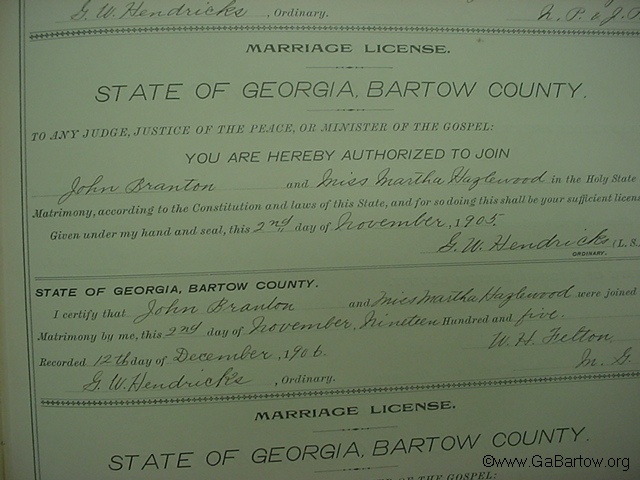 G. W. Hendricks, Ordinary. N. P. & J. P.
MARRIAGE LICENSE.
STATE OF GEORGIA, BARTOW COUNTY.
TO ANY JUDGE, JUSTICE OF THE PEACE, OR MINISTER OF THE GOSPEL:
YOU ARE HEREBY AUTHORIZED TO JOIN
John Branton and Miss Martha Hazlewood in the Holy State
Matrimony, according to the Constitution and laws of this State, and for so doing this shall be your sufficient licens
Given under my hand and seal, this 2nd day of November, 1905.
G. W. Hendricks (L. S.
ORDINARY.
STATE OF GEORGIA, BARTOW COUNTY.
I certify that John Branton and Miss Martha Hazlewood were joined
Matrimony by me, this 2nd day of November, Nineteen Hundred and five.
W. H. Felton,
Recorded 12th day of December, 1906. M. G.
G. W. Hendricks, Ordinary.
MARRIAGE LICENSE.
STATE OF GEORGIA, BARTOW COUNTY.
OF THE GOSPEL:
©www.GaBartow.org